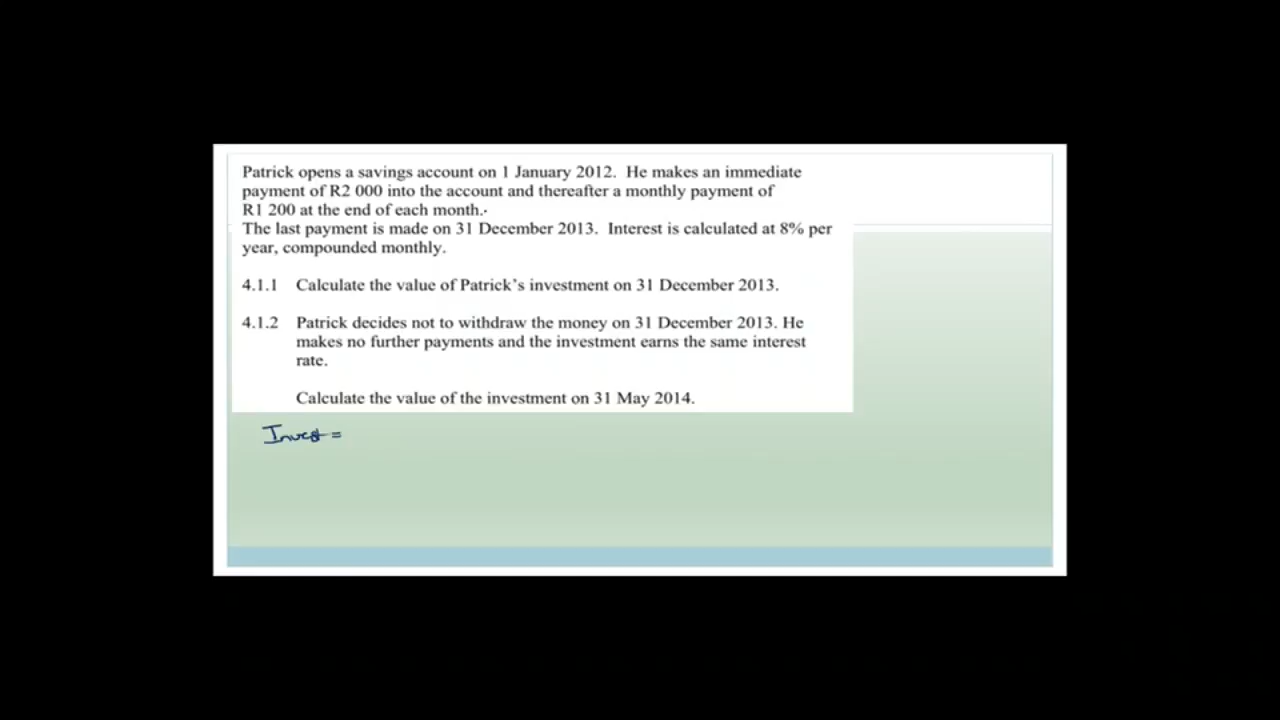 Patrick opens a savings account on 1 January 2012. He makes an immediate
payment of R2 000 into the account and thereafter a monthly payment of
R1 200 at the end of each month.
The last payment is made on 31 December 2013. Interest is calculated at 8% per
year, compounded monthly.
4.1.1 Calculate the value of Patrick's investment on 31 December 2013.
4.1.2 Patrick decides not to withdraw the money on 31 December 2013. He
makes no further payments and the investment earns the same interest
rate.
Calculate the value of the investment on 31 May 2014.
Invest =